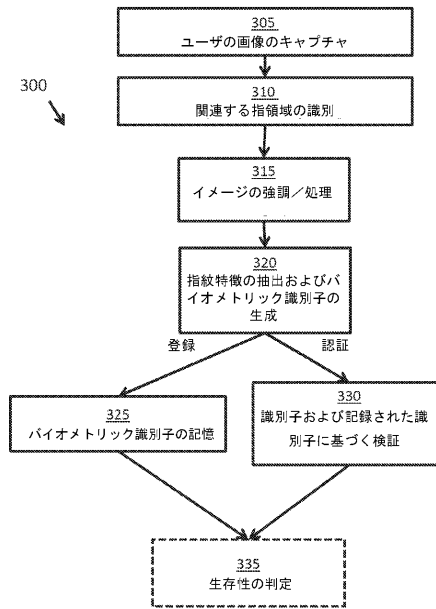 305
ユーザの画像のキャプチャ
300
310
関連する指領域の識別
315
イメージの強調／処理
320
指紋特徴の抽出およびバ
イオメトリック識別子の
生成
登録
認証
325
バイオメトリック識別子の記憶
330
識別子および記録された識
別子に基づく検証
335
生存性の判定